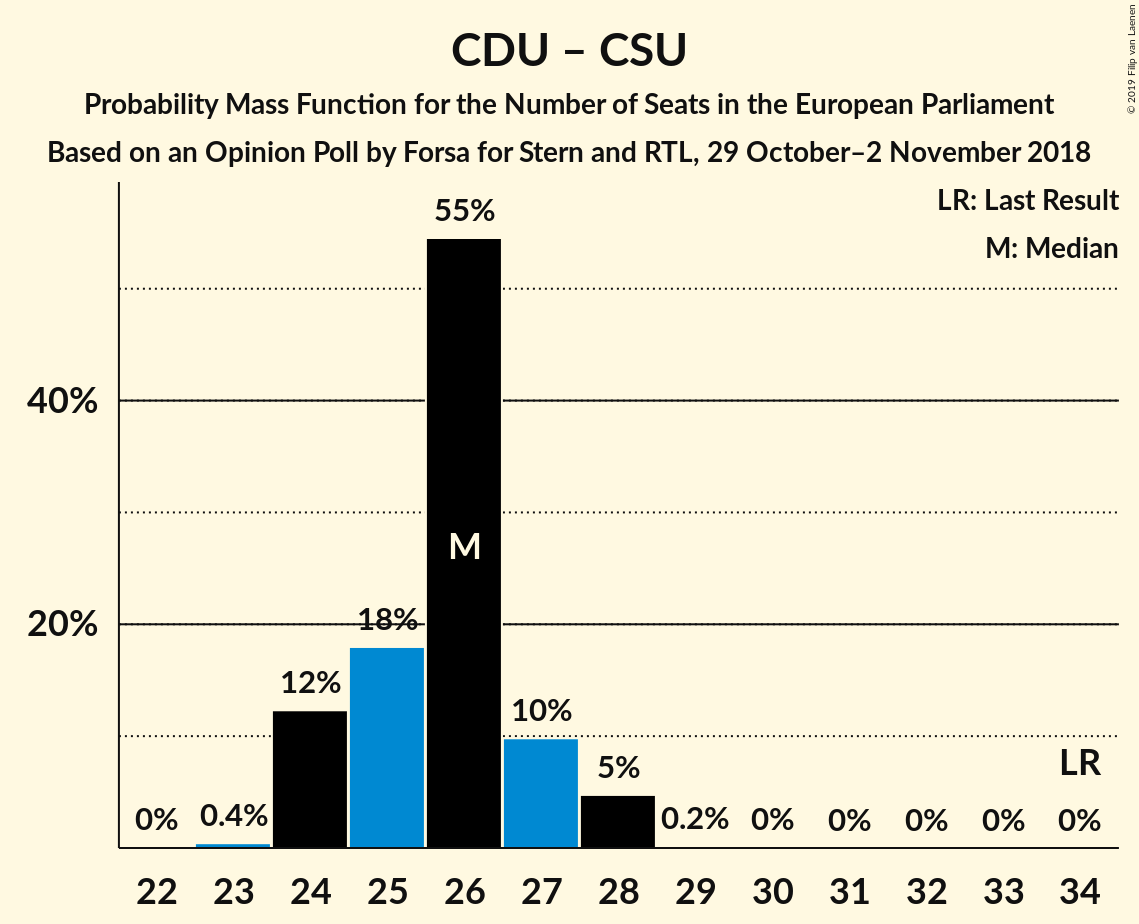 CDU – CSU
Probability Mass Function for the Number of Seats in the European Parliament
Based on an Opinion Poll by Forsa for Stern and RTL, 29 October–2 November 2018
© 2019 Filip van Laenen
LR: Last Result
M: Median
55%
40%
M
20%
18%
12%
10%
LR
5%
0% 0.4% 0.2% 0% 0% 0% 0% 0%
22 23 24 25 26 27 28 29 30 31 32 33 34